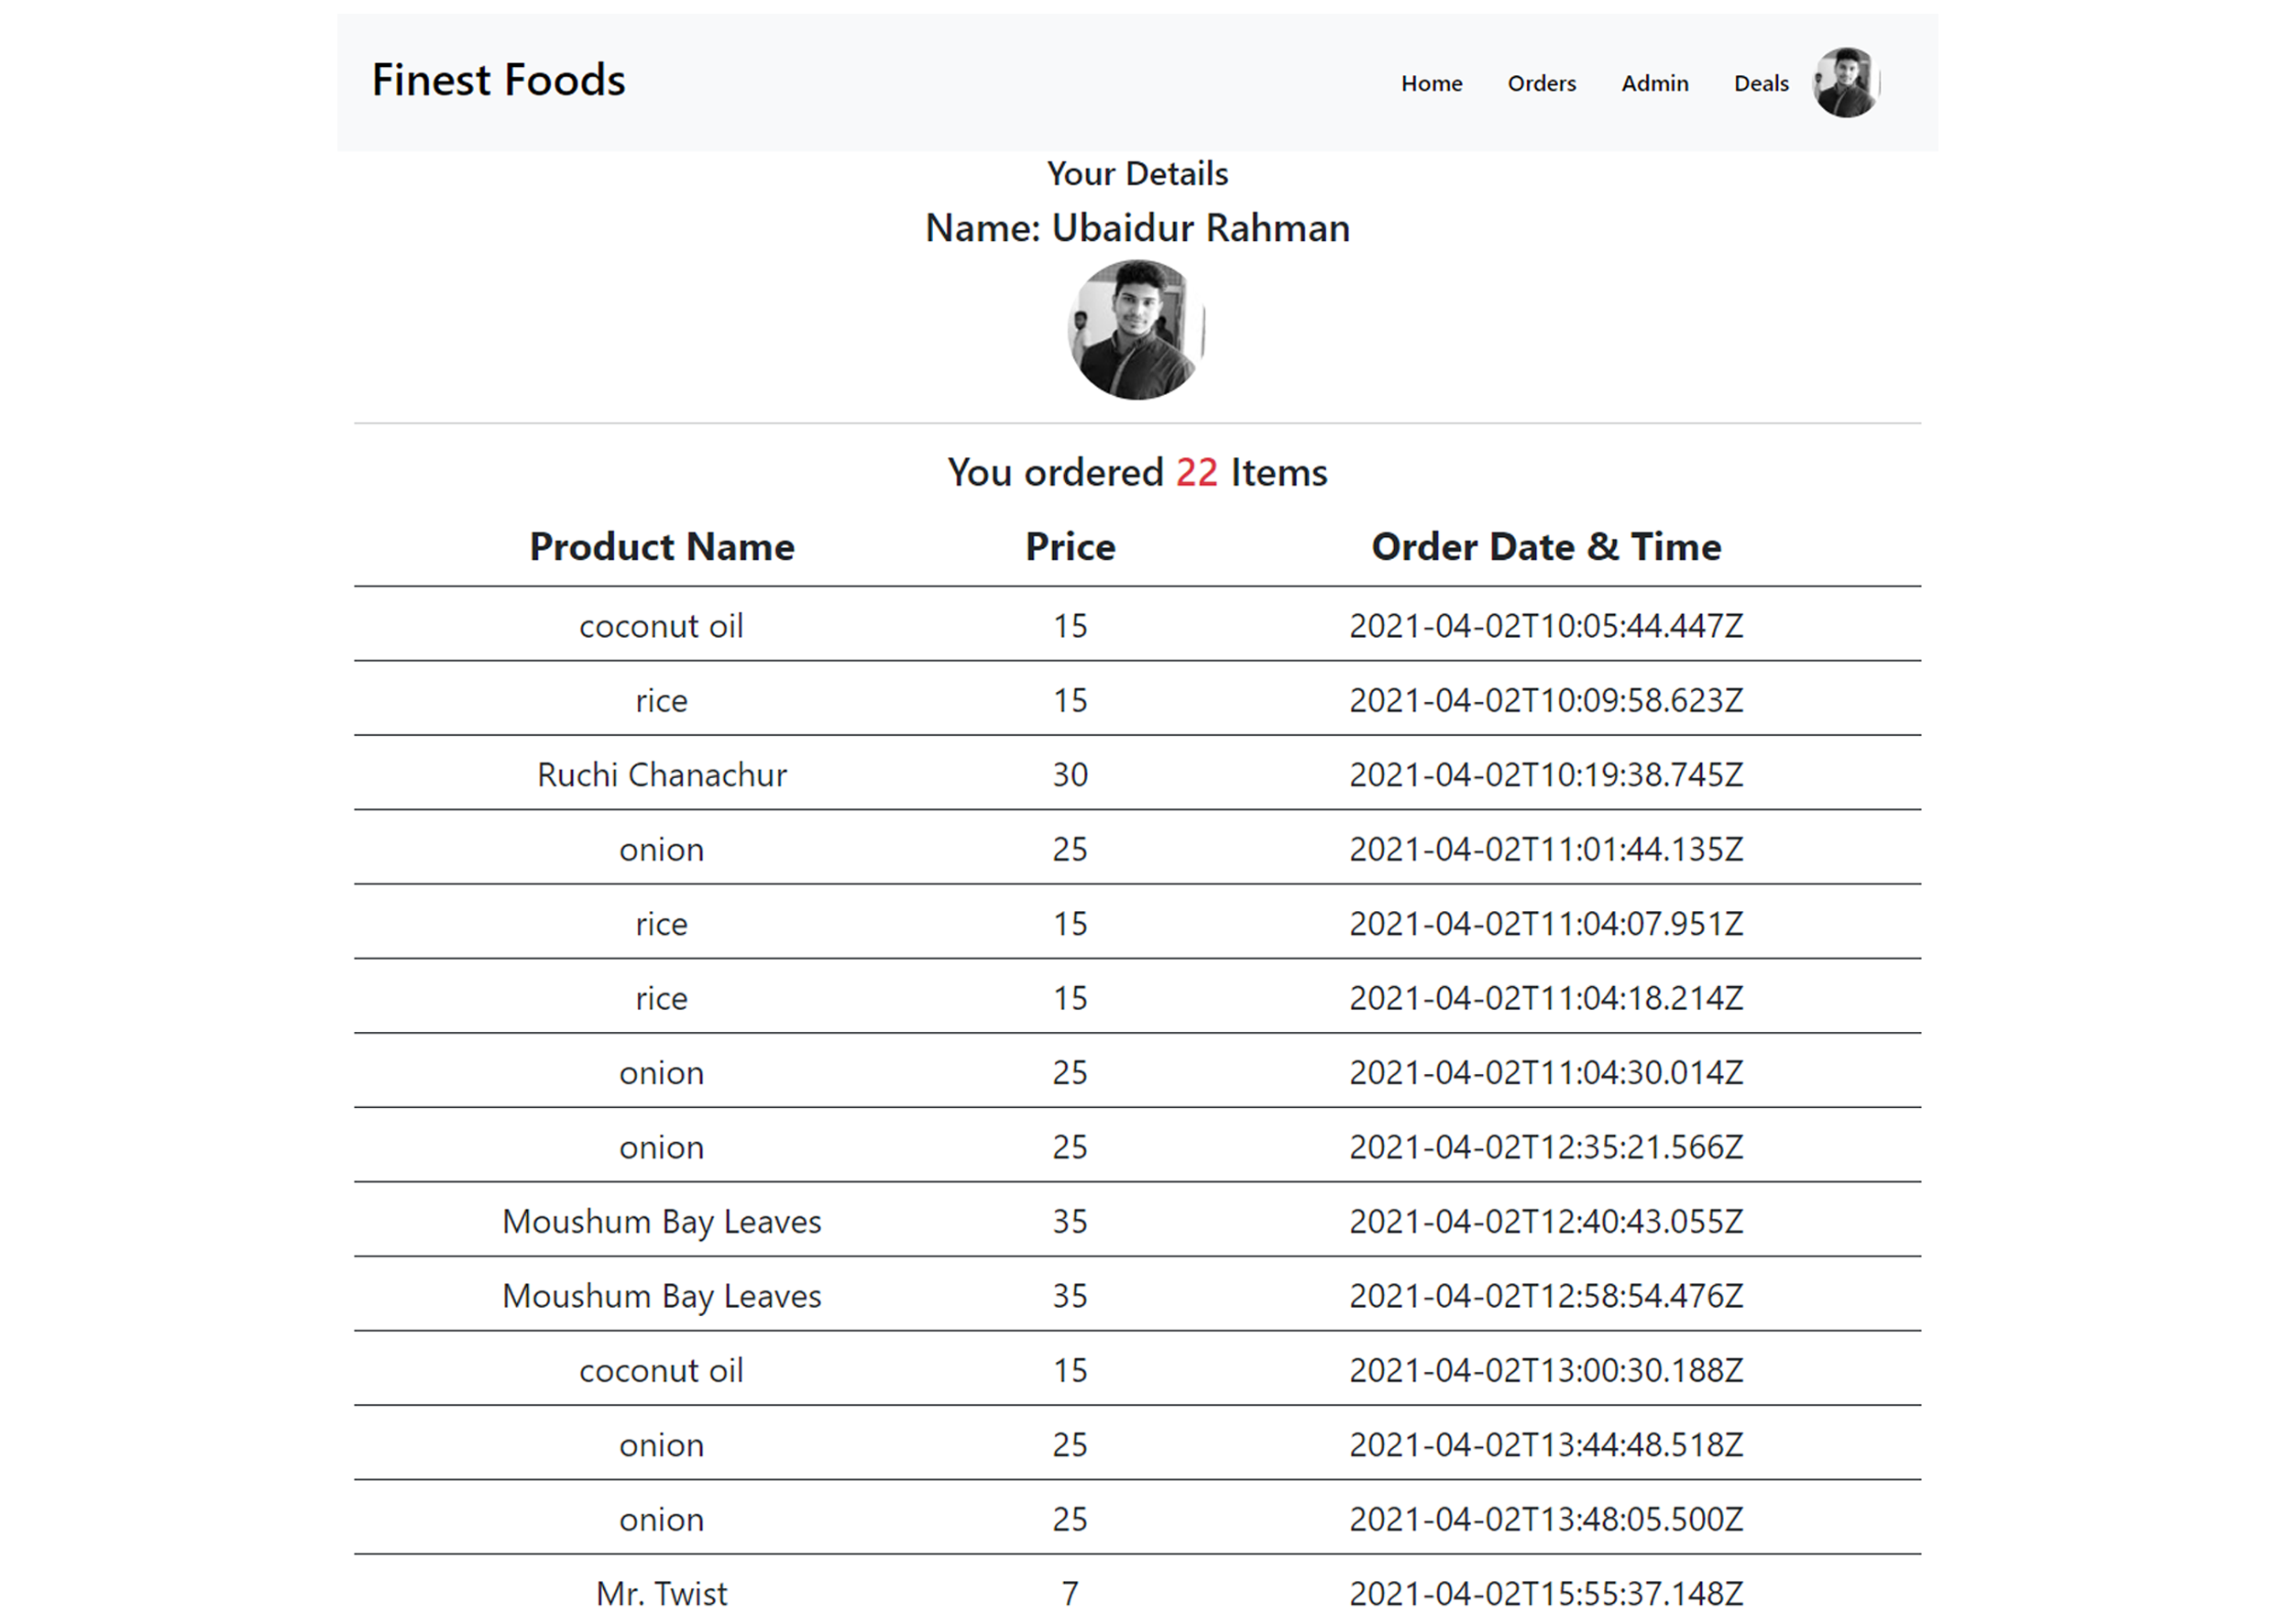 Finest Foods Home Orders Admin Deals
Your Details
Name: Ubaidur Rahman
You ordered 22 Items
Product Name Price Order Date & Time
coconut oil 15 2021-04-02T10:05:44.447Z
rice 15 2021-04-02T10:09:58.623Z
Ruchi Chanachur 30 2021-04-02T10:19:38.745Z
onion 25 2021-04-02T11:01:44.135Z
rice 15 2021-04-02T11:04:07.951Z
rice 15 2021-04-02T11:04:18.214Z
onion 25 2021-04-02T11:04:30.014Z
onion 25 2021-04-02T12:35:21.566Z
Moushum Bay Leaves 35 2021-04-02T12:40:43.055Z
Moushum Bay Leaves 35 2021-04-02T12:58:54.476Z
coconut oil 15 2021-04-02T13:00:30.188Z
onion 25 2021-04-02T13:44:48.518Z
onion 25 2021-04-02T13:48:05.500Z
Mr. Twist 7 2021-04-02T15:55:37.148Z